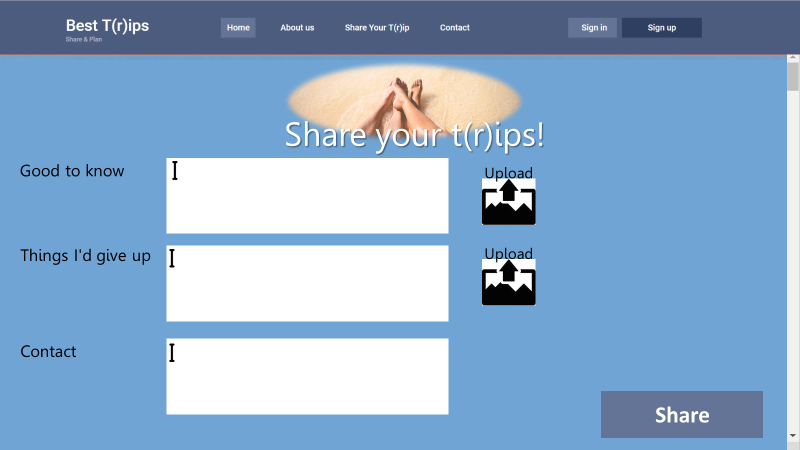 Best T(r)ips
Share & Plan
Home
About us
Share Your T(r)ip
Contact
Sign in
Sign up
Share your t(r)ips!
Good to know
Upload
Things I'd give up
Upload
Contact
Share